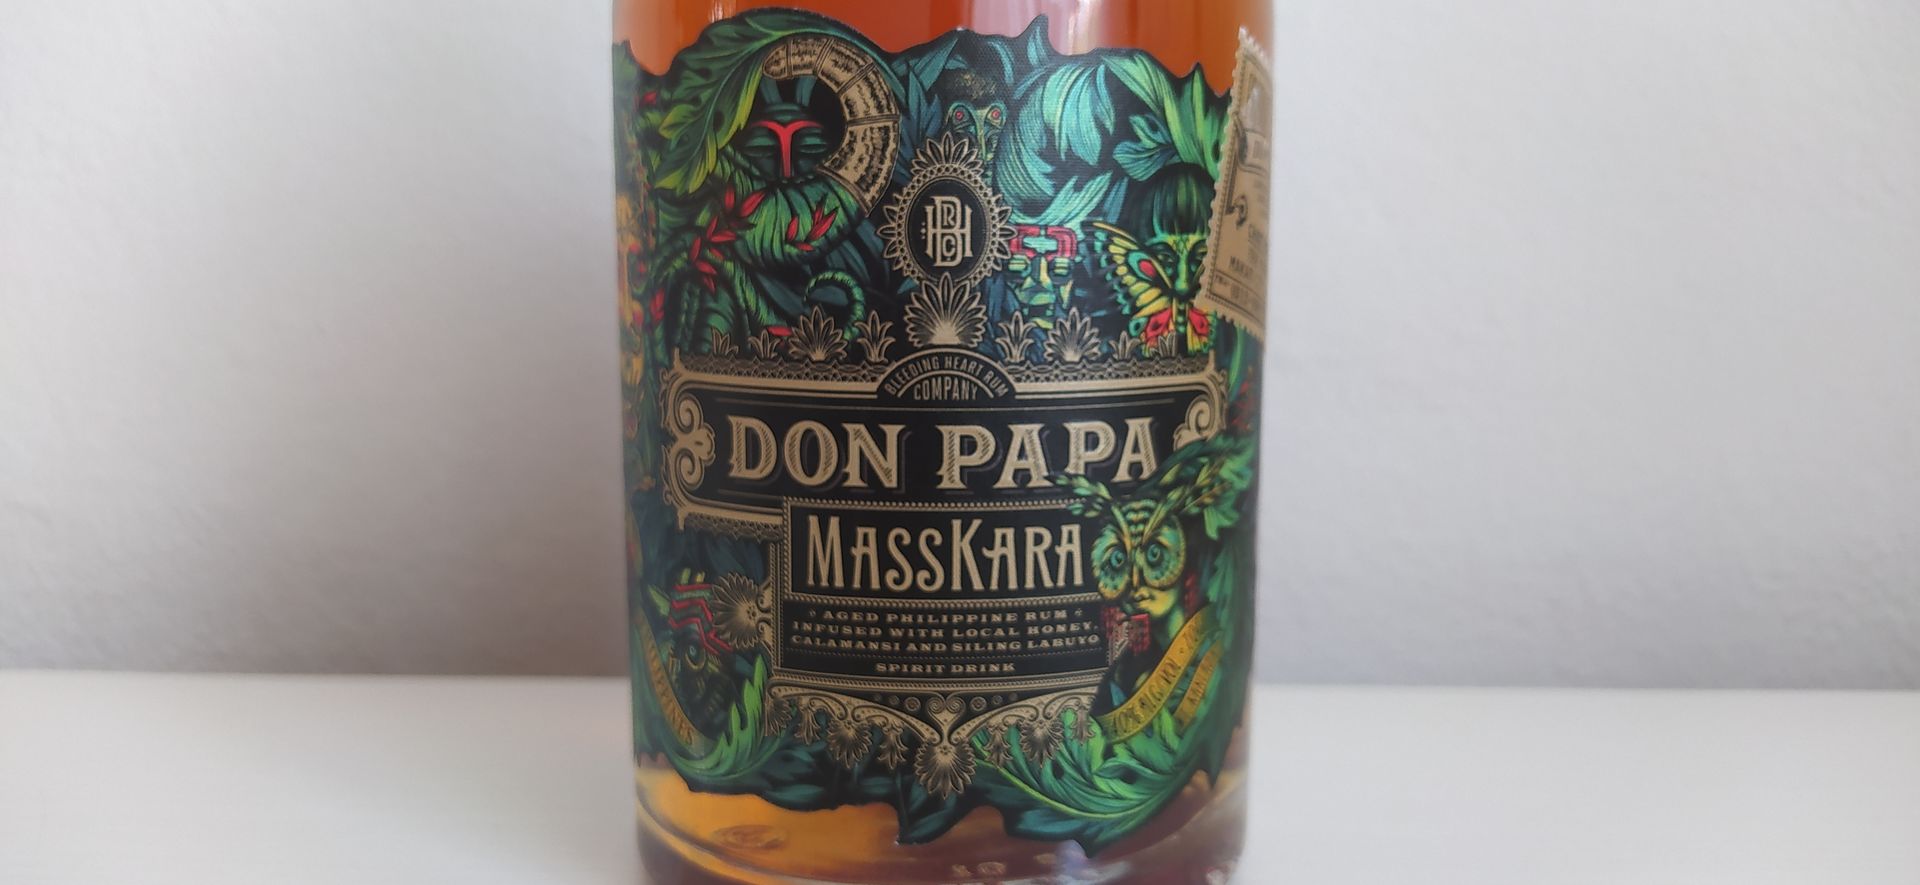 BLEEDING HEART RUM
COMPANY
DON PAPA
MASSKARA
AGED PHILIPPINE RUM
INFUSED WITH LOCAL HONEY,
CALAMANSI AND SILING LABUYO
SPIRIT DRINK